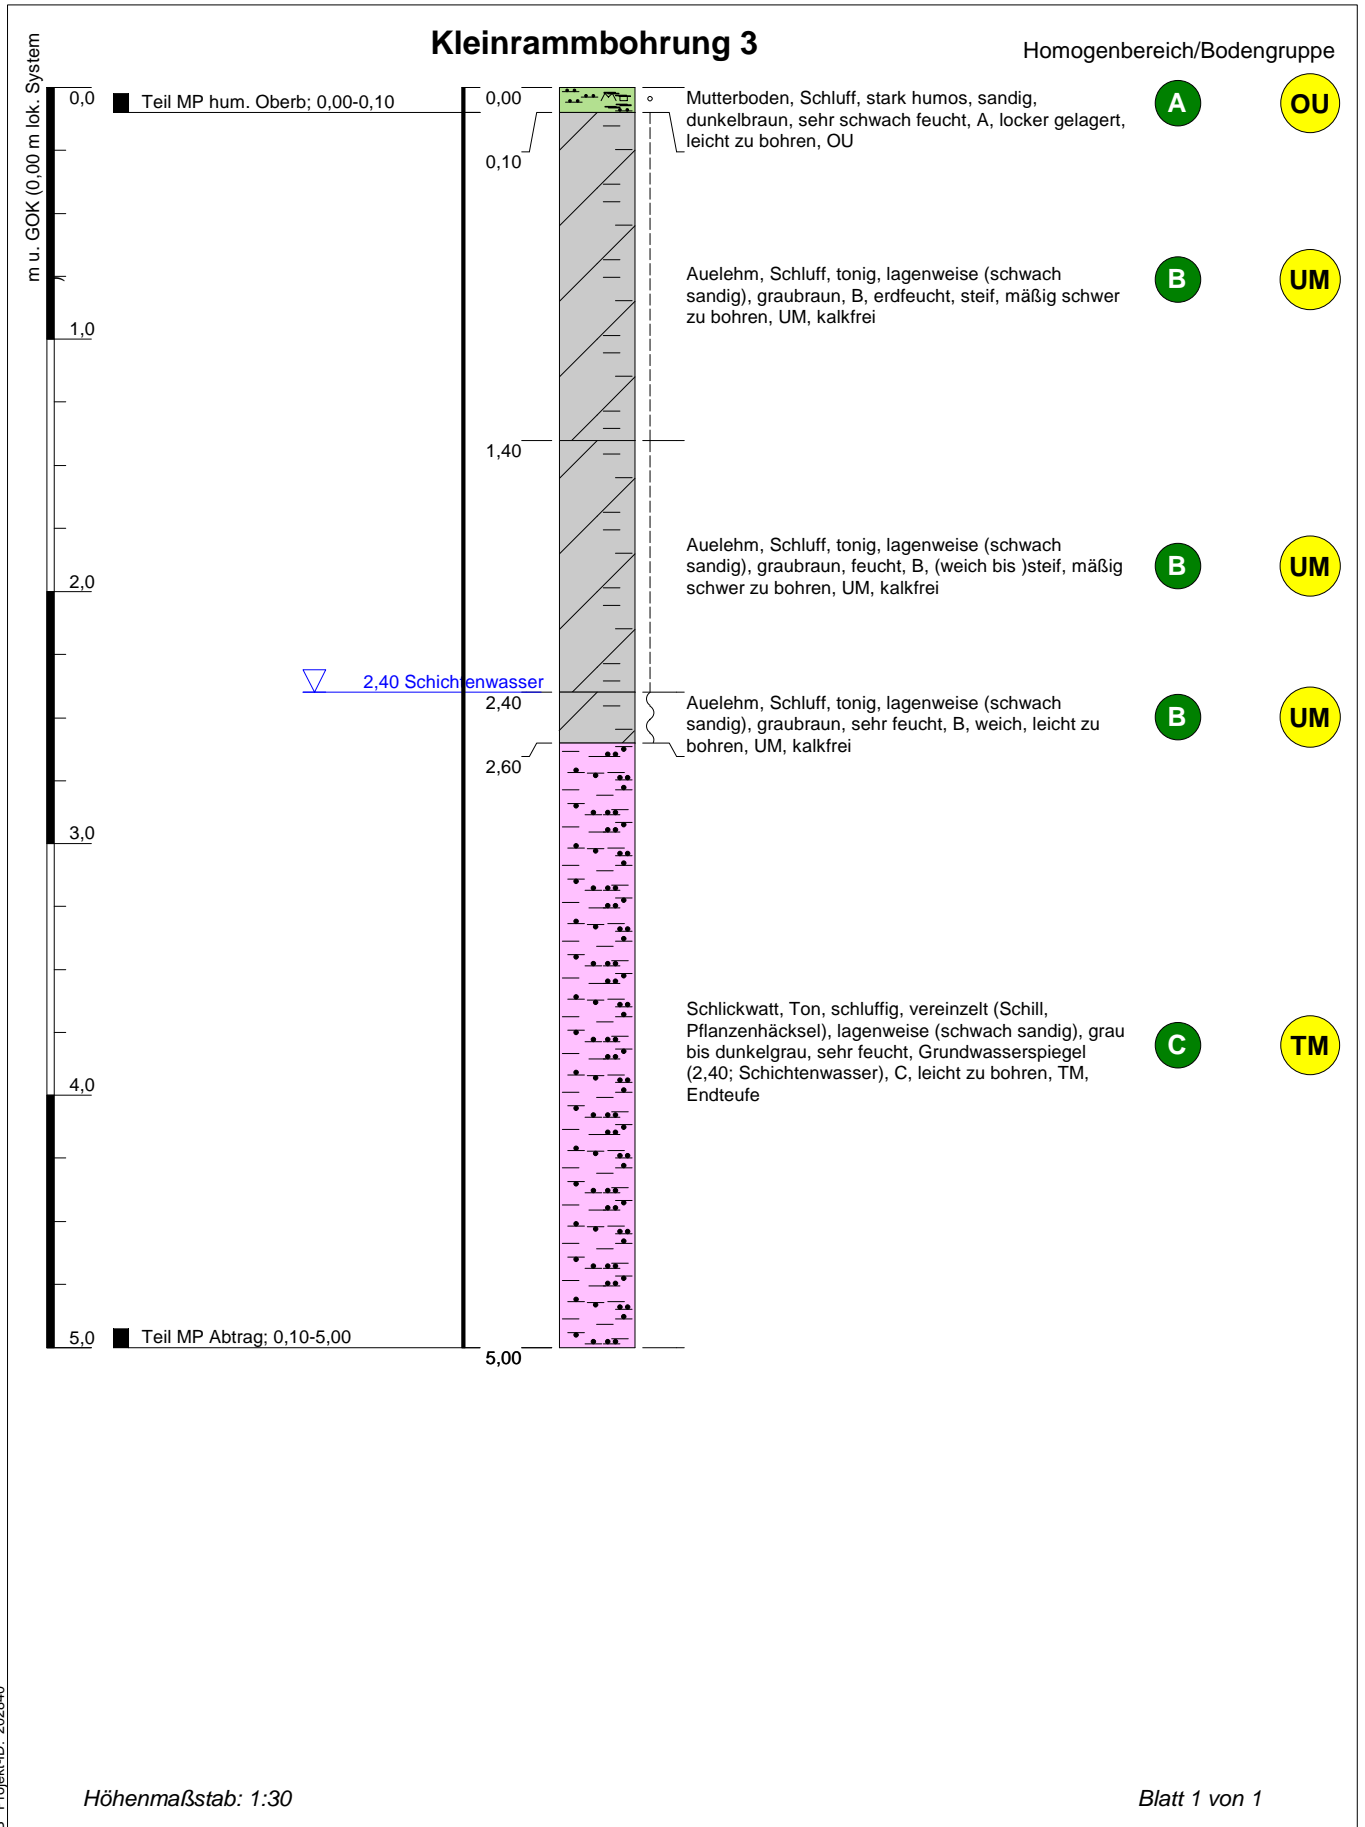 Kleinrammbohrung 3
Homogenbereich/Bodengruppe
m u. GOK (0,00 m lok. System
0,0
Teil MP hum. Oberb; 0,00-0,10
0,00
Mutterboden, Schluff, stark humos, sandig,
dunkelbraun, sehr schwach feucht, A, locker gelagert,
leicht zu bohren, OU
A
OU
0,10
Auelehm, Schluff, tonig, lagenweise (schwach
sandig), graubraun, B, erdfeucht, steif, mäßig schwer
zu bohren, UM, kalkfrei
B
UM
1,0
1,40
Auelehm, Schluff, tonig, lagenweise (schwach
sandig), graubraun, feucht, B, (weich bis )steif, mäßig
schwer zu bohren, UM, kalkfrei
B
UM
2,0
2,40 Schichtenwasser
2,40
Auelehm, Schluff, tonig, lagenweise (schwach
sandig), graubraun, sehr feucht, B, weich, leicht zu
bohren, UM, kalkfrei
B
UM
2,60
3,0
Schlickwatt, Ton, schluffig, vereinzelt (Schill,
Pflanzenhäcksel), lagenweise (schwach sandig), grau
bis dunkelgrau, sehr feucht, Grundwasserspiegel
(2,40; Schichtenwasser), C, leicht zu bohren, TM,
Endteufe
C
TM
4,0
5,0
Teil MP Abtrag; 0,10-5,00
5,00
Höhenmaßstab: 1:30
Blatt 1 von 1